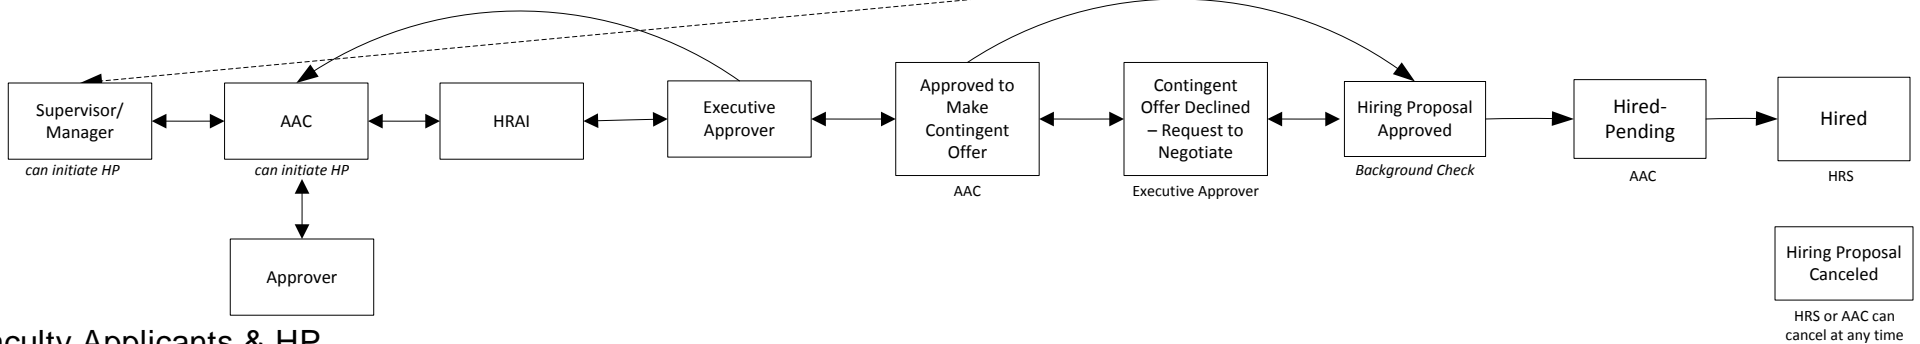 Supervisor/
Manager
can initiate HP
AAC
can initiate HP
HRAI
Executive
Approver
Approved to
Make
Contingent
Offer
AAC
Contingent
Offer Declined
– Request to
Negotiate
Executive Approver
Hiring Proposal
Approved
Background Check
Hired-
Pending
AAC
Hired
HRS
Approver
Hiring Proposal
Canceled
HRS or AAC can
cancel at any time
Applicants & HP